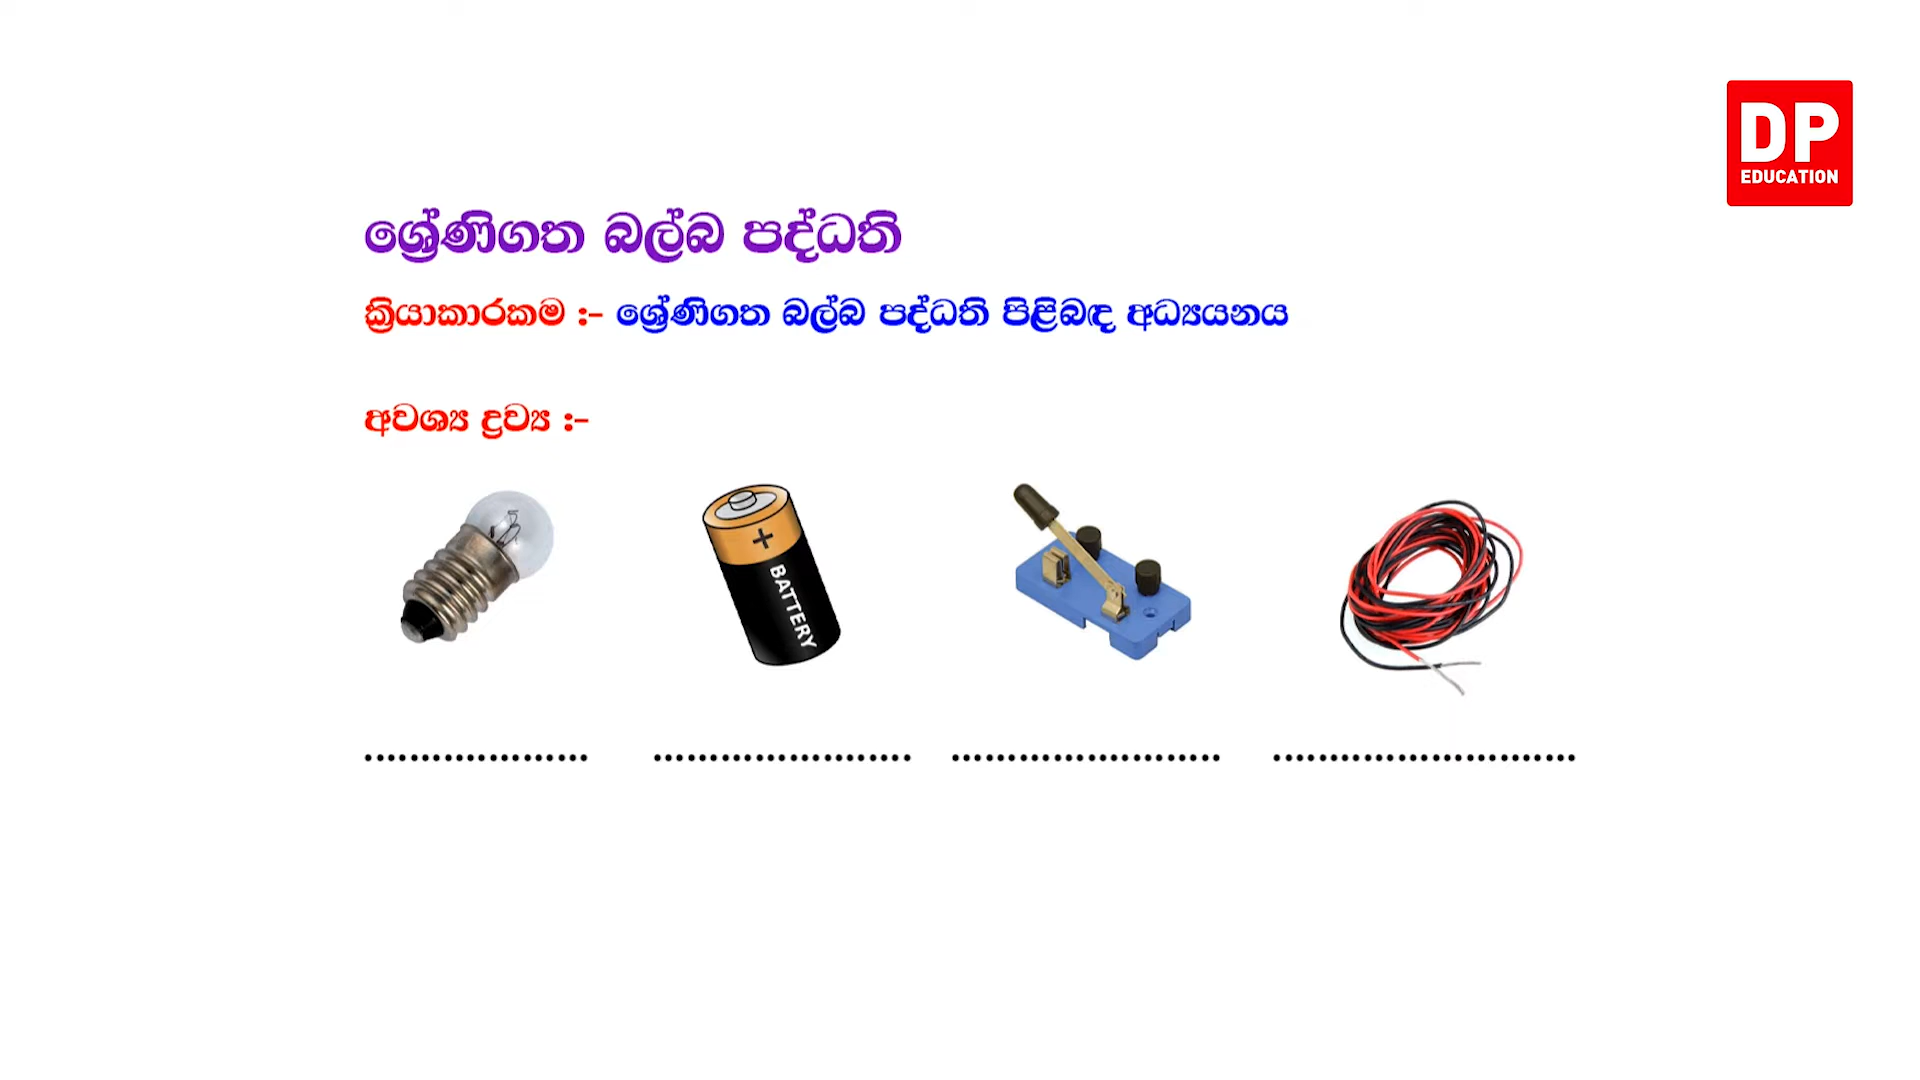 DP
EDUCATION
ශ්‍රේණිගත බල්බ පද්ධති
ක්‍රියාකාරකම :- ශ්‍රේණිගත බල්බ පද්ධති පිළිබඳ අධ්‍යයනය
අවශ්‍ය ද්‍රව්‍ය :-
+
BATTERY